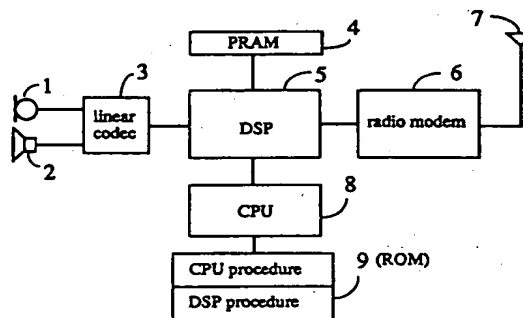 7
PRAM
4
1
3
5
6
linear
codec
DSP
radio modem
2
CPU
8
CPU procedure
9 (ROM)
DSP procedure